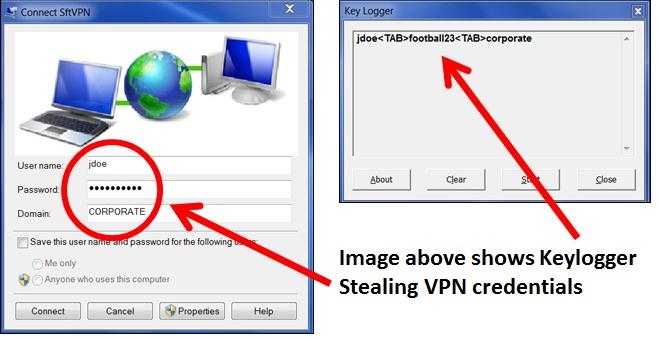 Connect SftVPN
User name: jdoe
Password: ••••••••••
Domain: CORPORATE
Save this user name and password for the following users:
Me only
Anyone who uses this computer
Connect Cancel Properties Help
Key Logger
jdoe<TAB>football23<TAB>corporate
About Clear Start Close
Image above shows Keylogger
Stealing VPN credentials